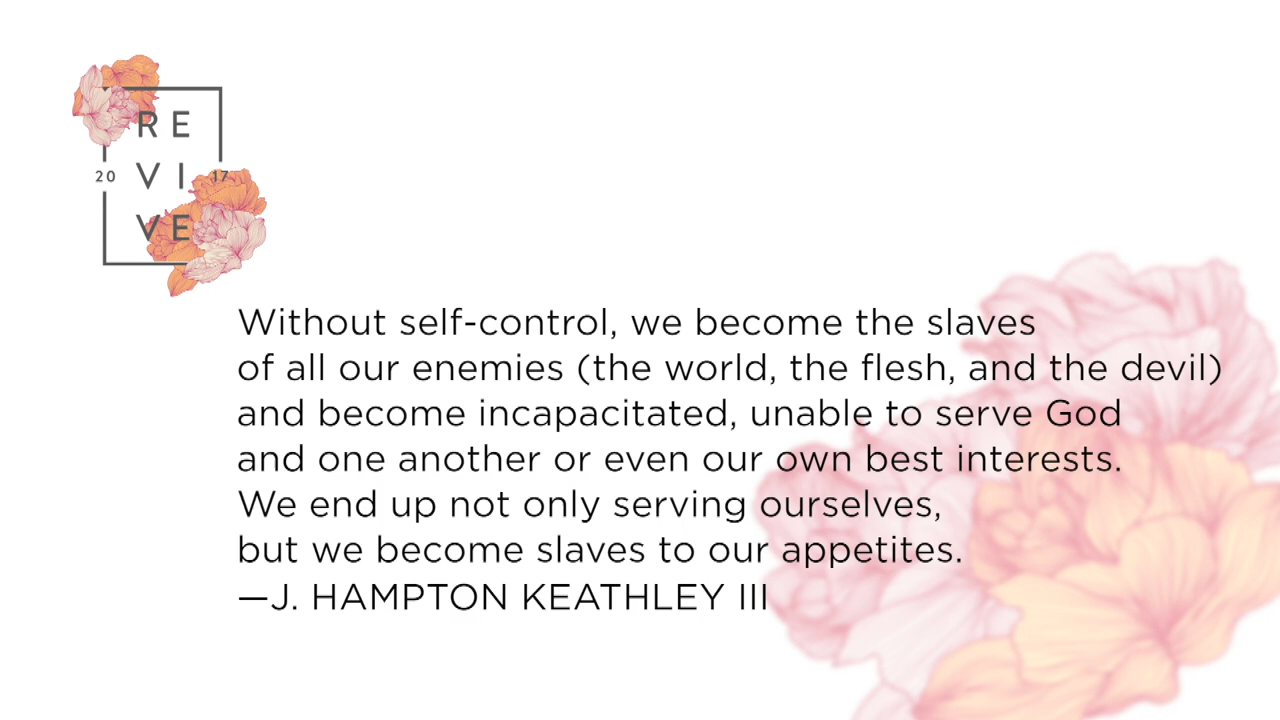 RE
20 VI 17
VE
Without self-control, we become the slaves
of all our enemies (the world, the flesh, and the devil)
and become incapacitated, unable to serve God
and one another or even our own best interests.
We end up not only serving ourselves,
but we become slaves to our appetites.
—J. HAMPTON KEATHLEY III